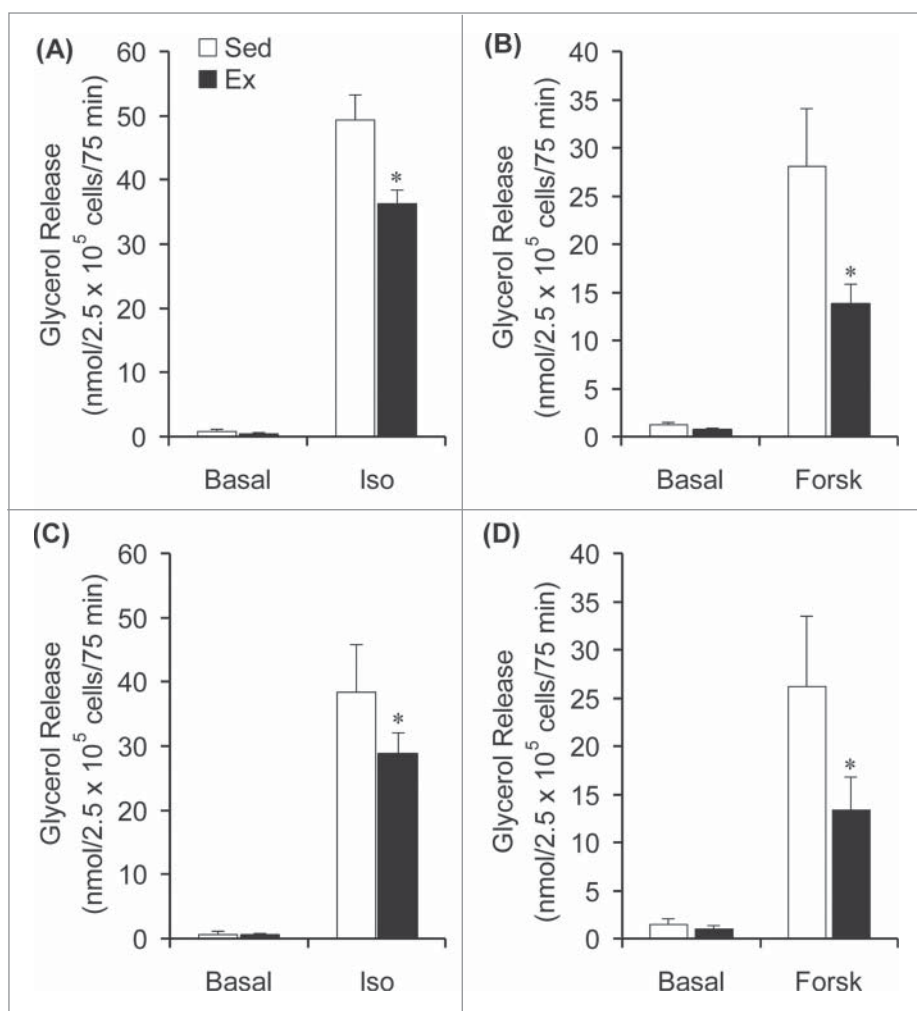 (A)
Sed
Ex
Glycerol Release
(nmol/2.5 x 10⁵ cells/75 min)
60
50
40
30
20
10
0
*
Basal
Iso
(B)
Glycerol Release
(nmol/2.5 x 10⁵ cells/75 min)
40
35
30
25
20
15
10
5
0
*
Basal
Forsk
(C)
Glycerol Release
(nmol/2.5 x 10⁵ cells/75 min)
60
50
40
30
20
10
0
*
Basal
Iso
(D)
Glycerol Release
(nmol/2.5 x 10⁵ cells/75 min)
40
35
30
25
20
15
10
5
0
*
Basal
Forsk